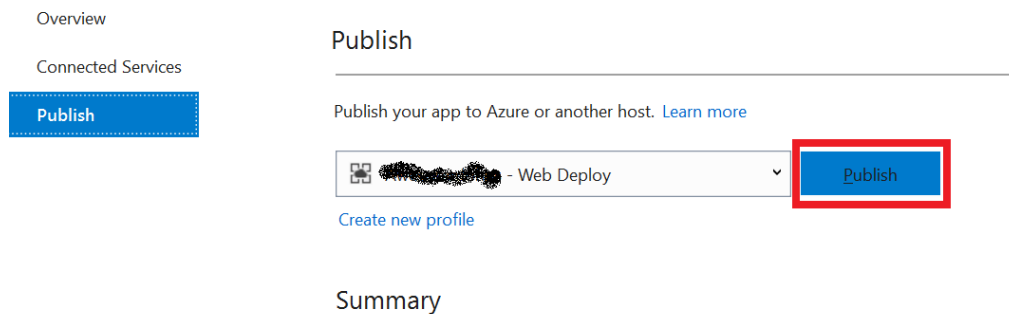 Overview
Connected Services
Publish
Publish
Publish your app to Azure or another host. Learn more
- Web Deploy
Publish
Create new profile
Summary